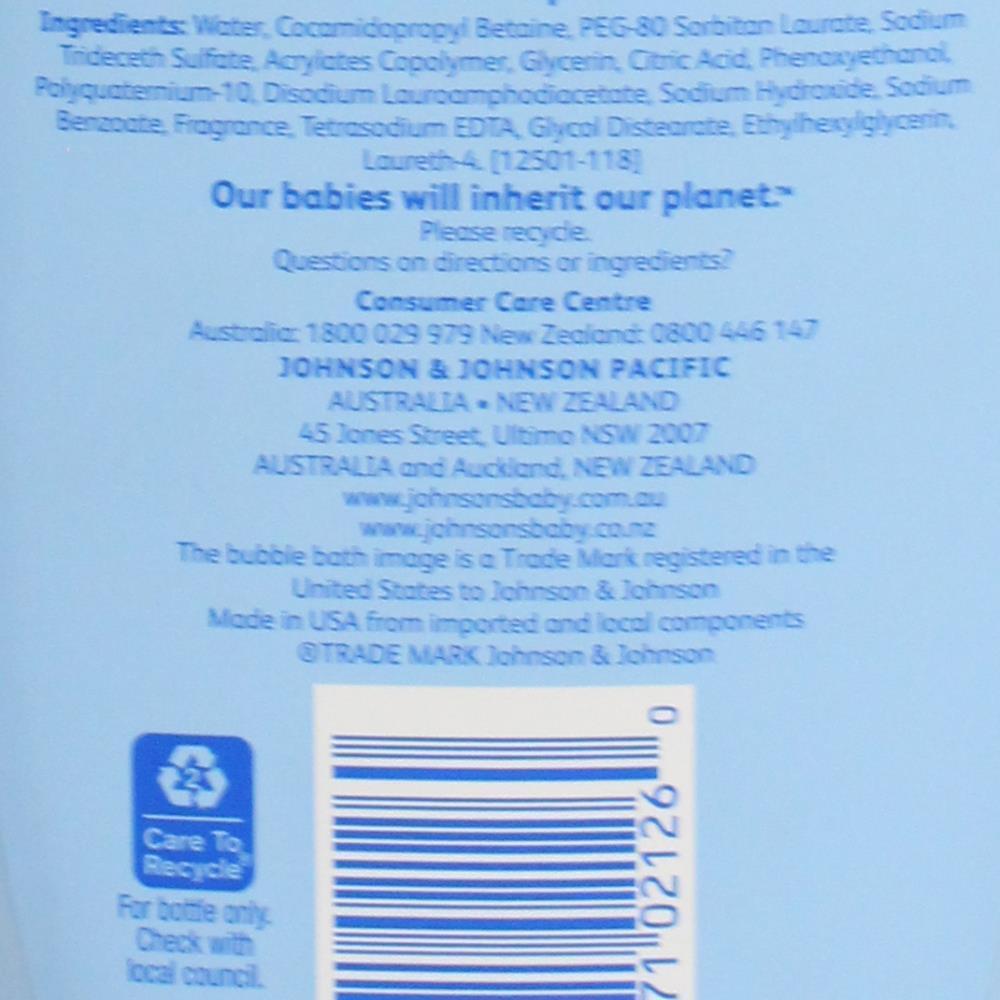 Ingredients: Water, Cocamidopropyl Betaine, PEG-80 Sorbitan Laurate, Sodium
Trideceth Sulfate, Acrylates Copolymer, Glycerin, Citric Acid, Phenoxyethanol,
Polyquaternium-10, Disodium Lauroamphodiacetate, Sodium Hydroxide, Sodium
Benzoate, Fragrance, Tetrasodium EDTA, Glycol Distearate, Ethylhexylglycerin,
Laureth-4. [12501-118]
Our babies will inherit our planet.™
Please recycle.
Questions on directions or ingredients?
Consumer Care Centre
Australia: 1800 029 979 New Zealand: 0800 446 147
JOHNSON & JOHNSON PACIFIC
AUSTRALIA • NEW ZEALAND
45 Jones Street, Ultimo NSW 2007
AUSTRALIA and Auckland, NEW ZEALAND
www.johnsonsbaby.com.au
www.johnsonsbaby.co.nz
The bubble bath image is a Trade Mark registered in the
United States to Johnson & Johnson
Made in USA from imported and local components
®TRADE MARK Johnson & Johnson
2
Care To
Recycle
For bottle only.
Check with
local council.
71 02126 0